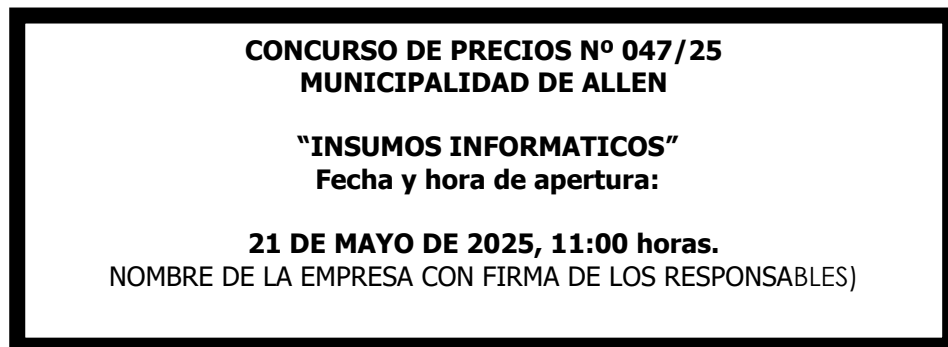 CONCURSO DE PRECIOS Nº 047/25
MUNICIPALIDAD DE ALLEN
“INSUMOS INFORMATICOS”
Fecha y hora de apertura:
21 DE MAYO DE 2025, 11:00 horas.
NOMBRE DE LA EMPRESA CON FIRMA DE LOS RESPONSABLES)